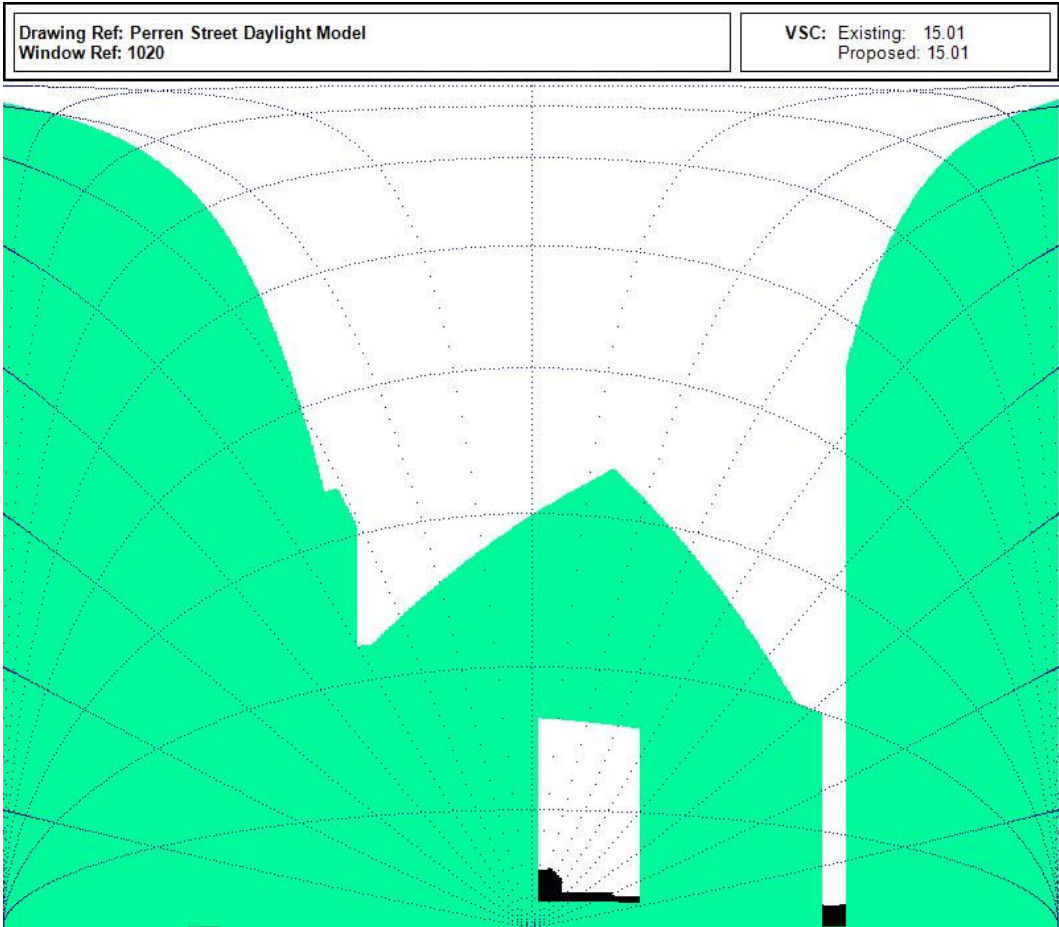 Drawing Ref: Perren Street Daylight Model
Window Ref: 1020
VSC: Existing: 15.01
Proposed: 15.01